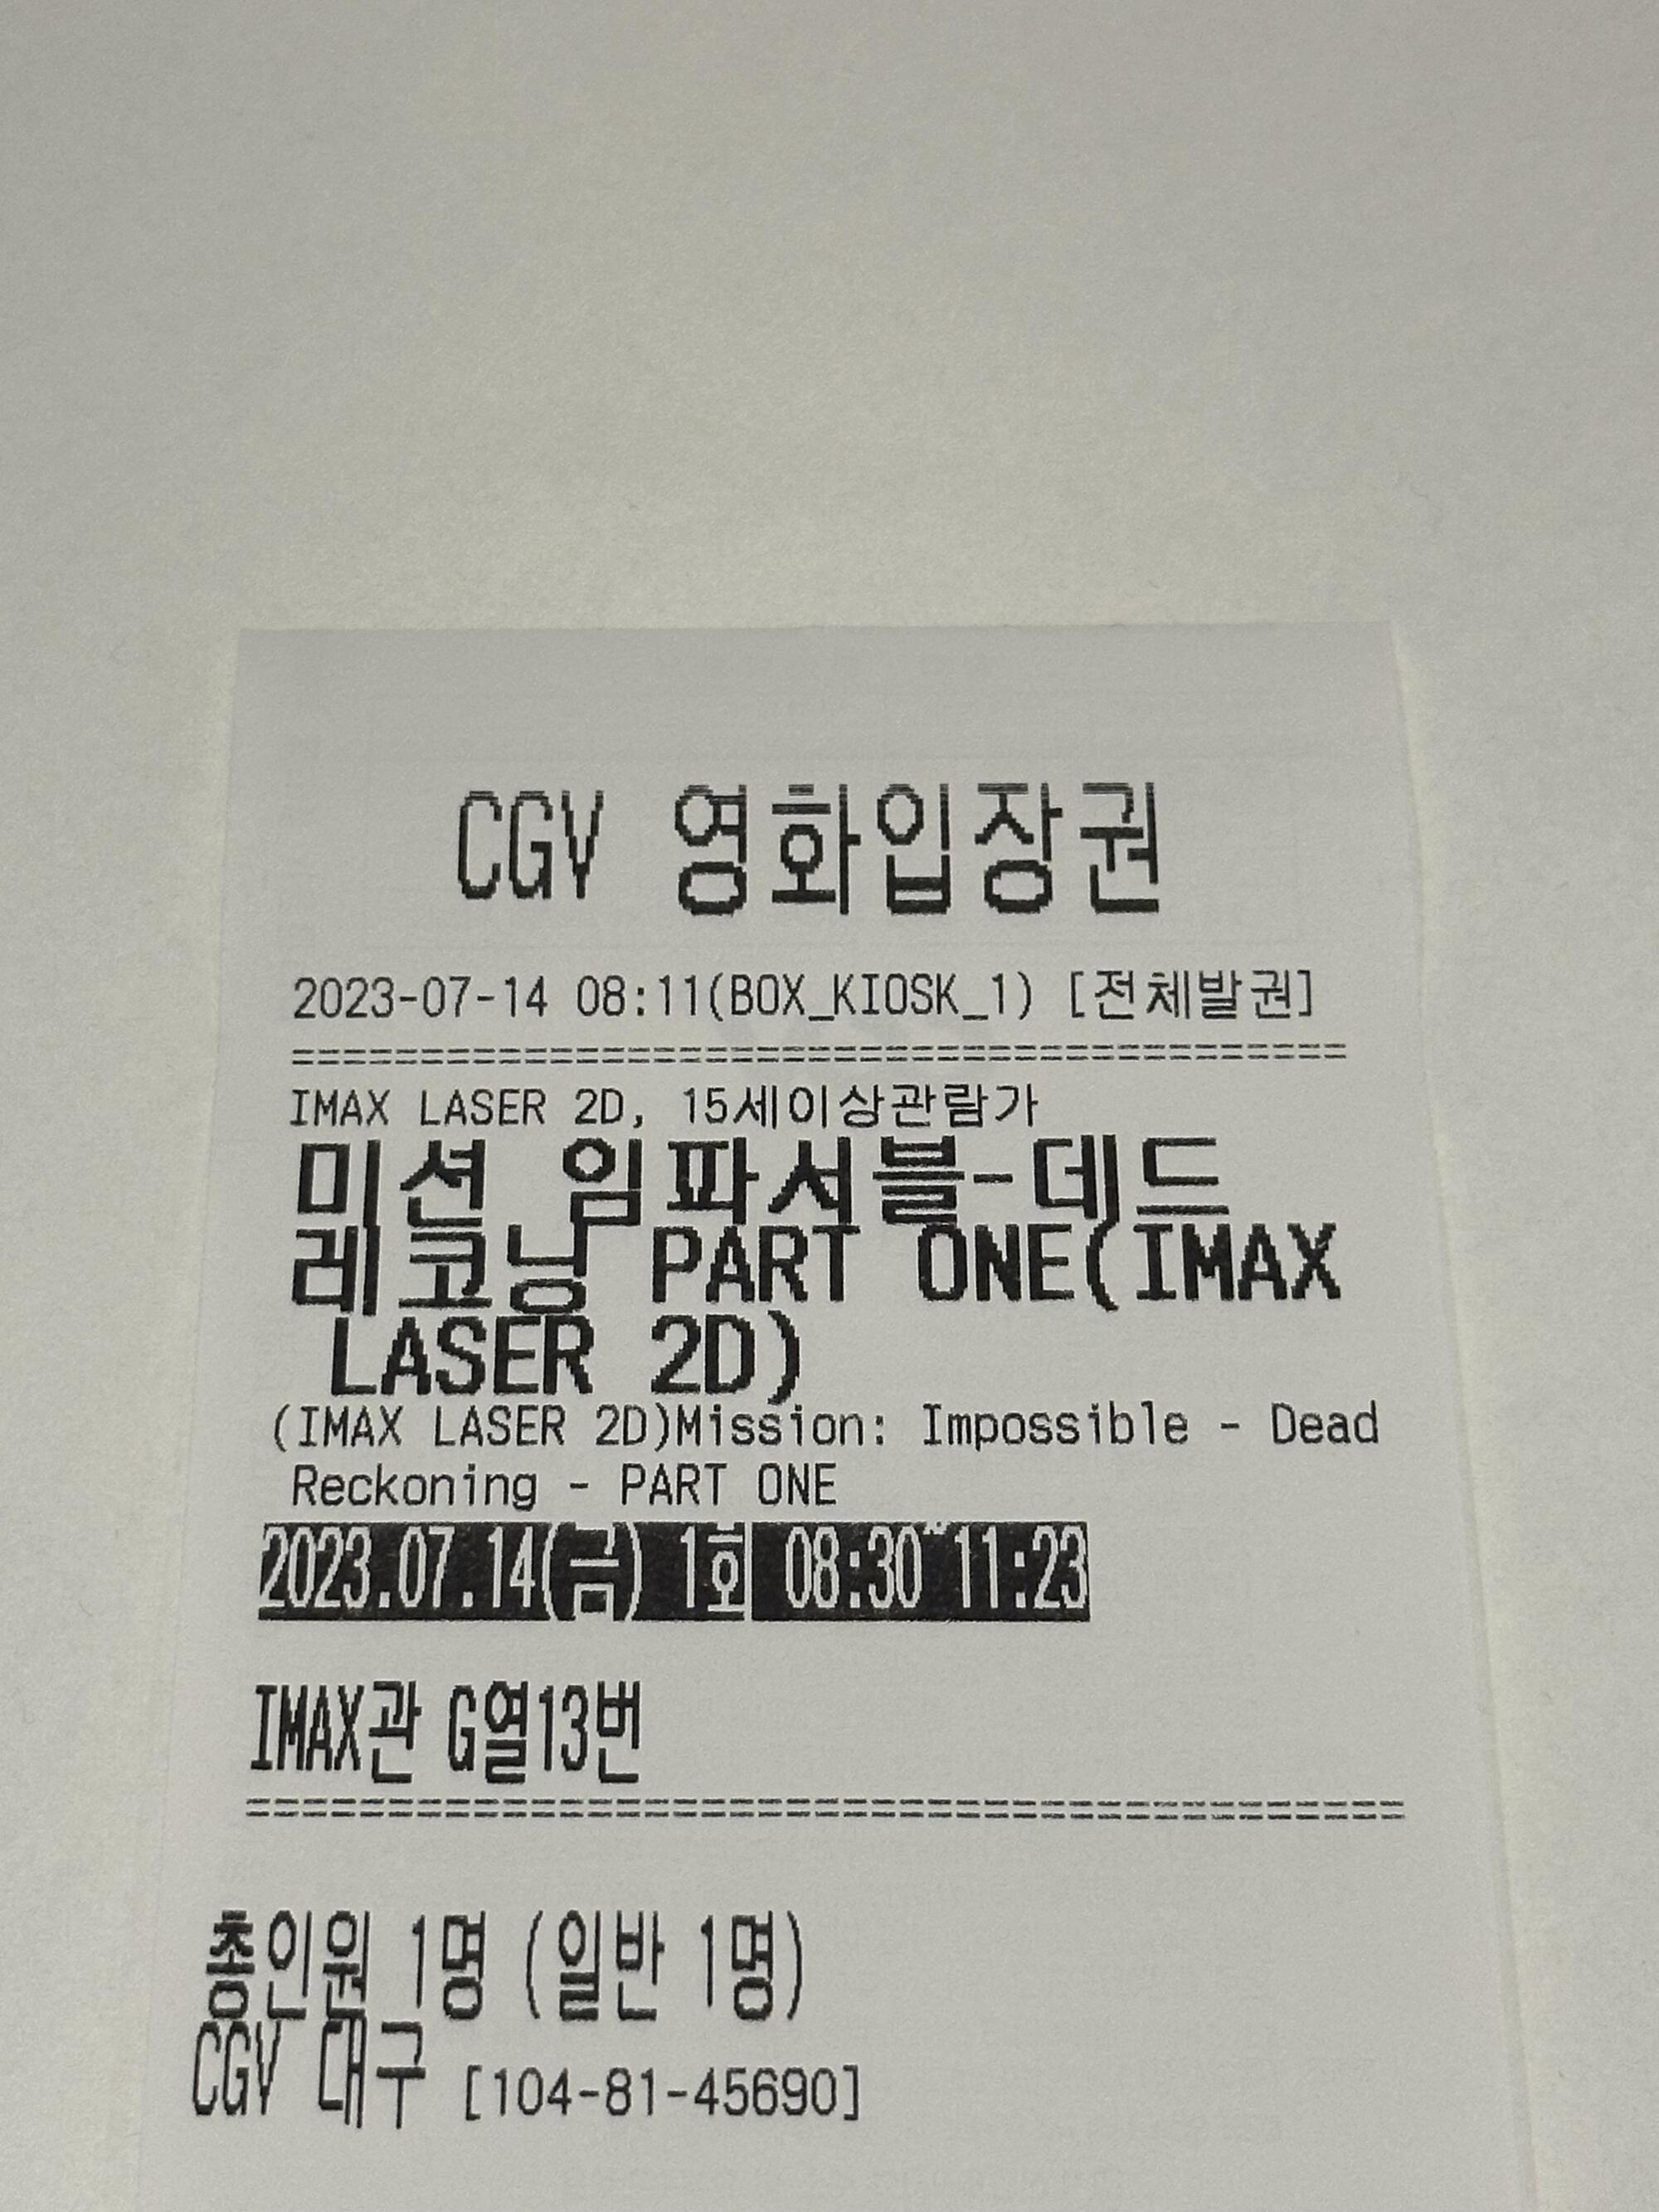 CGV 영화입장권
2023-07-14 08:11(BOX_KIOSK_1) [전체발권]
=========================================
IMAX LASER 2D, 15세이상관람가
미션 임파서블-데드
레코닝 PART ONE(IMAX
LASER 2D)
(IMAX LASER 2D)Mission: Impossible - Dead
Reckoning - PART ONE
2023.07.14(금) 1회 08:30~11:23
IMAX관 G열13번
=========================================
총인원 1명 (일반 1명)
CGV 대구 [104-81-45690]